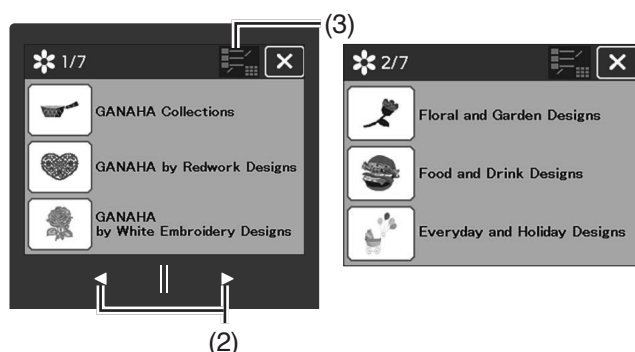 (3)
1/7
GANAHA Collections
GANAHA by Redwork Designs
GANAHA
by White Embroidery Designs
(2)
2/7
Floral and Garden Designs
Food and Drink Designs
Everyday and Holiday Designs